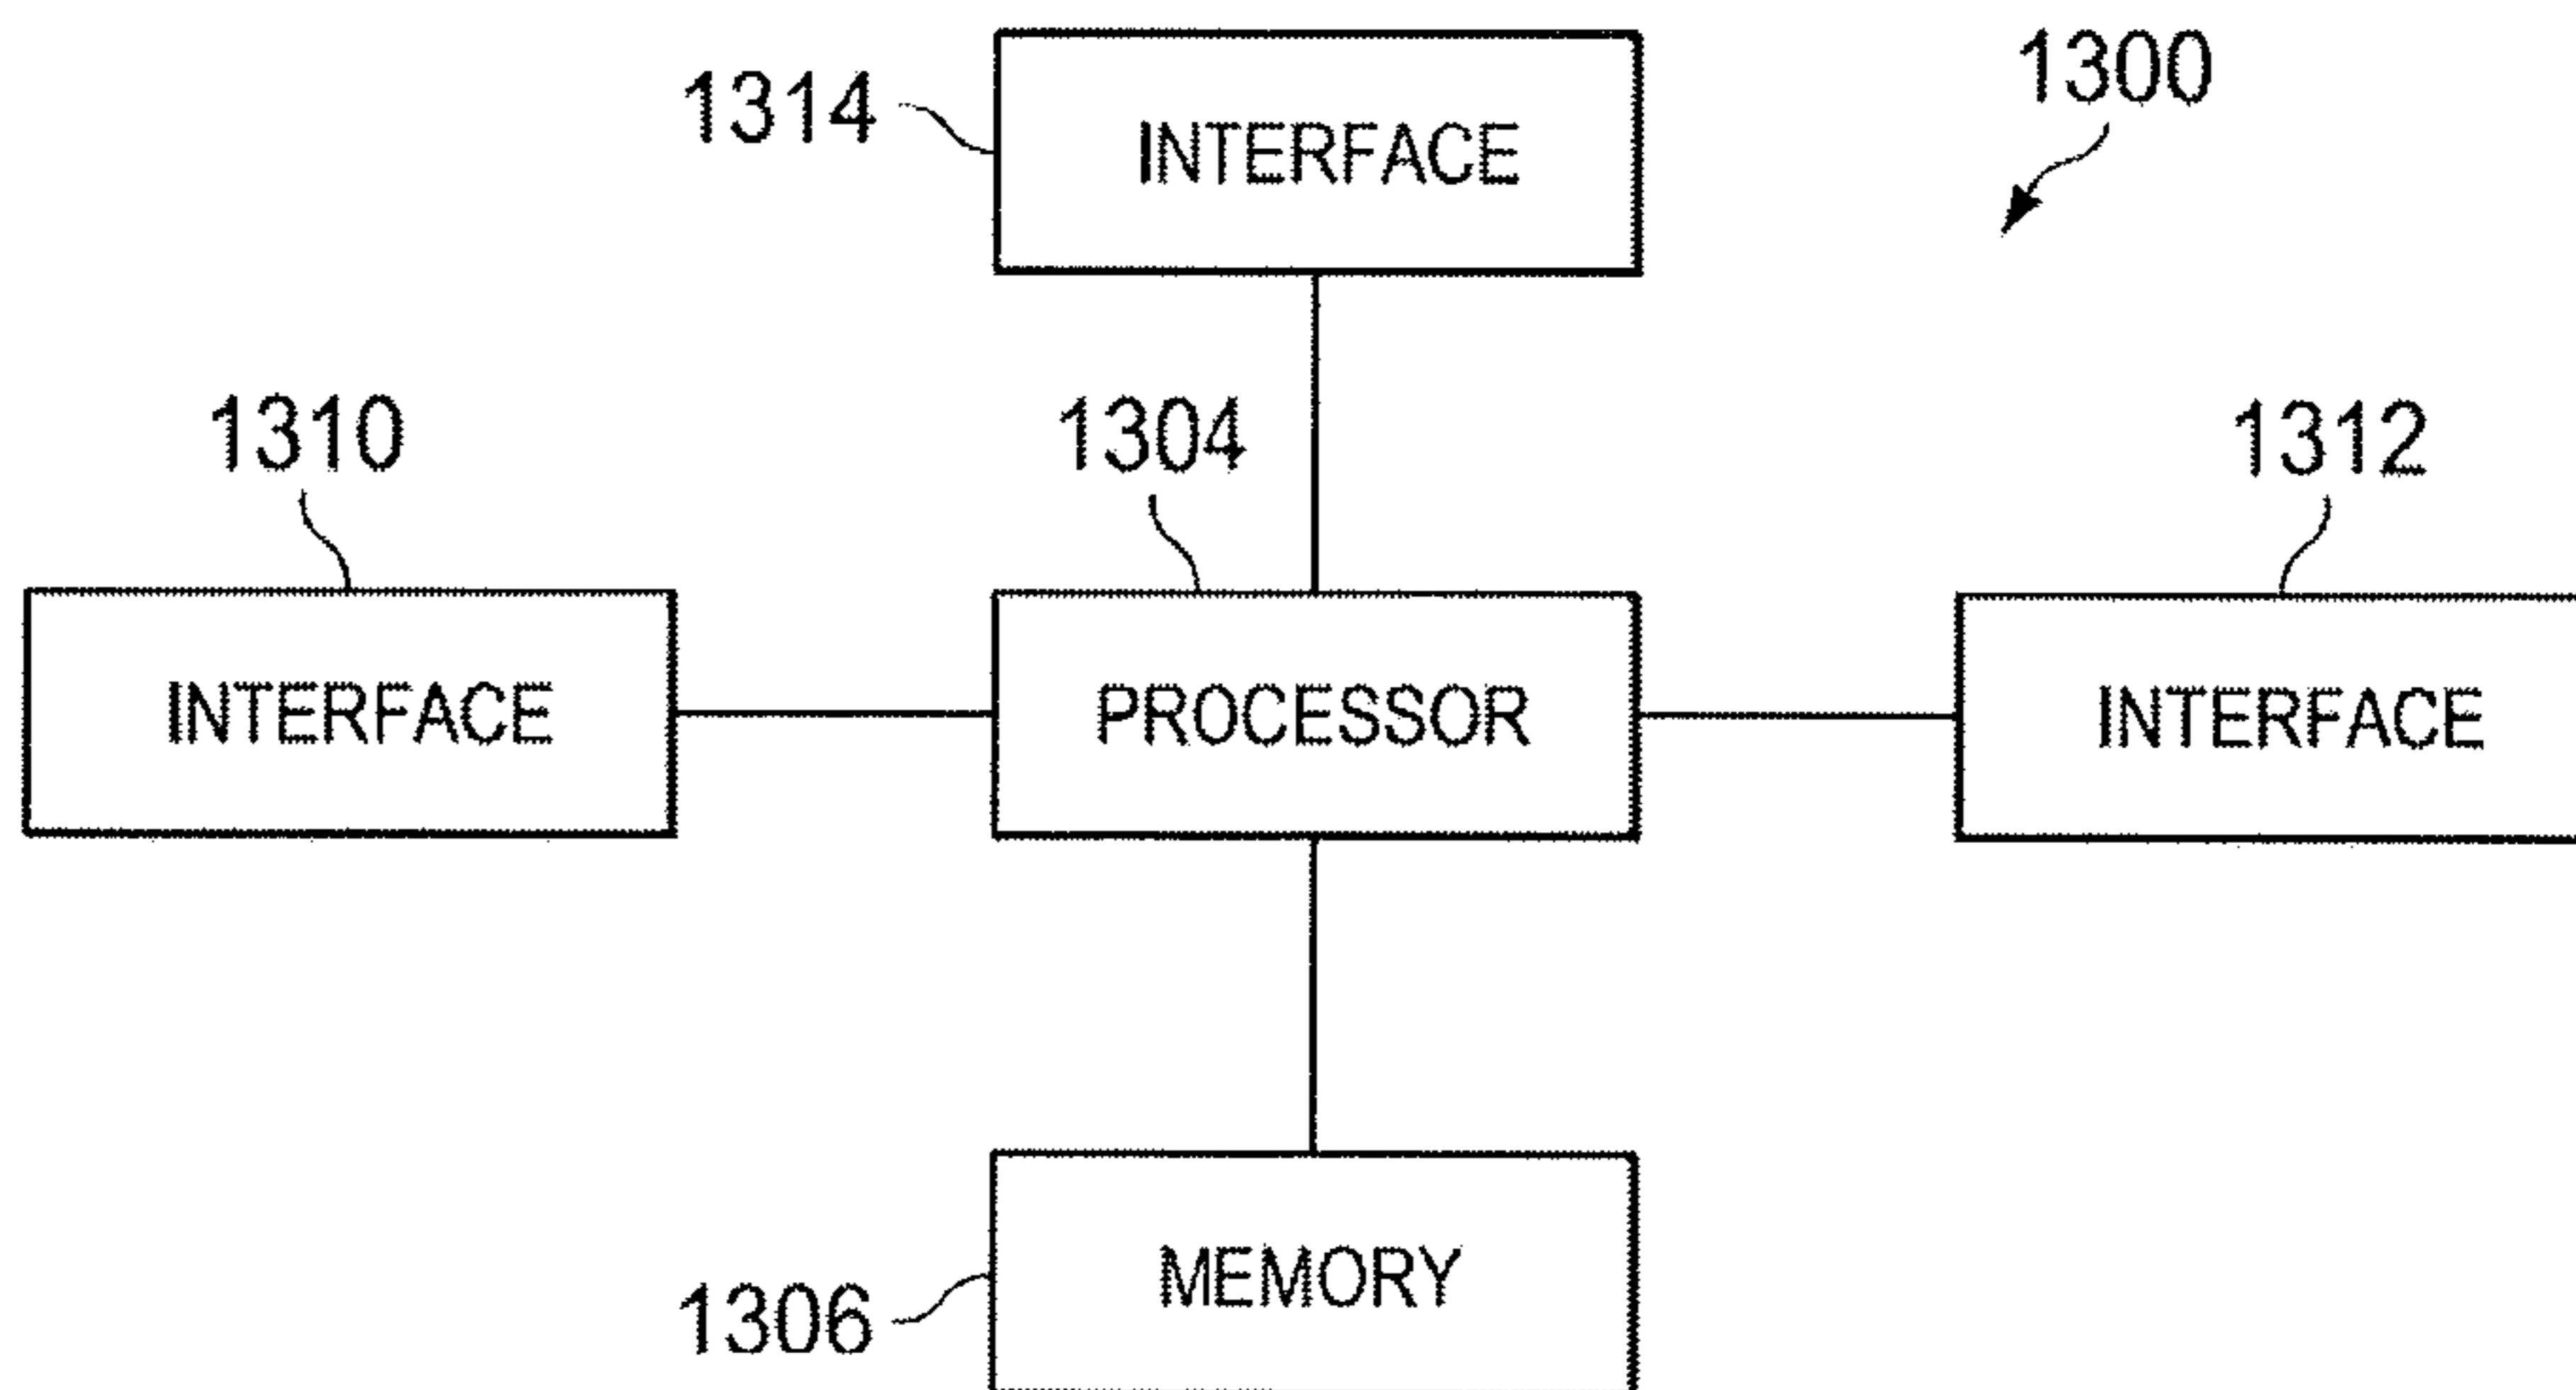 1300
1314
INTERFACE
1310
1304
1312
INTERFACE
PROCESSOR
INTERFACE
MEMORY
1306